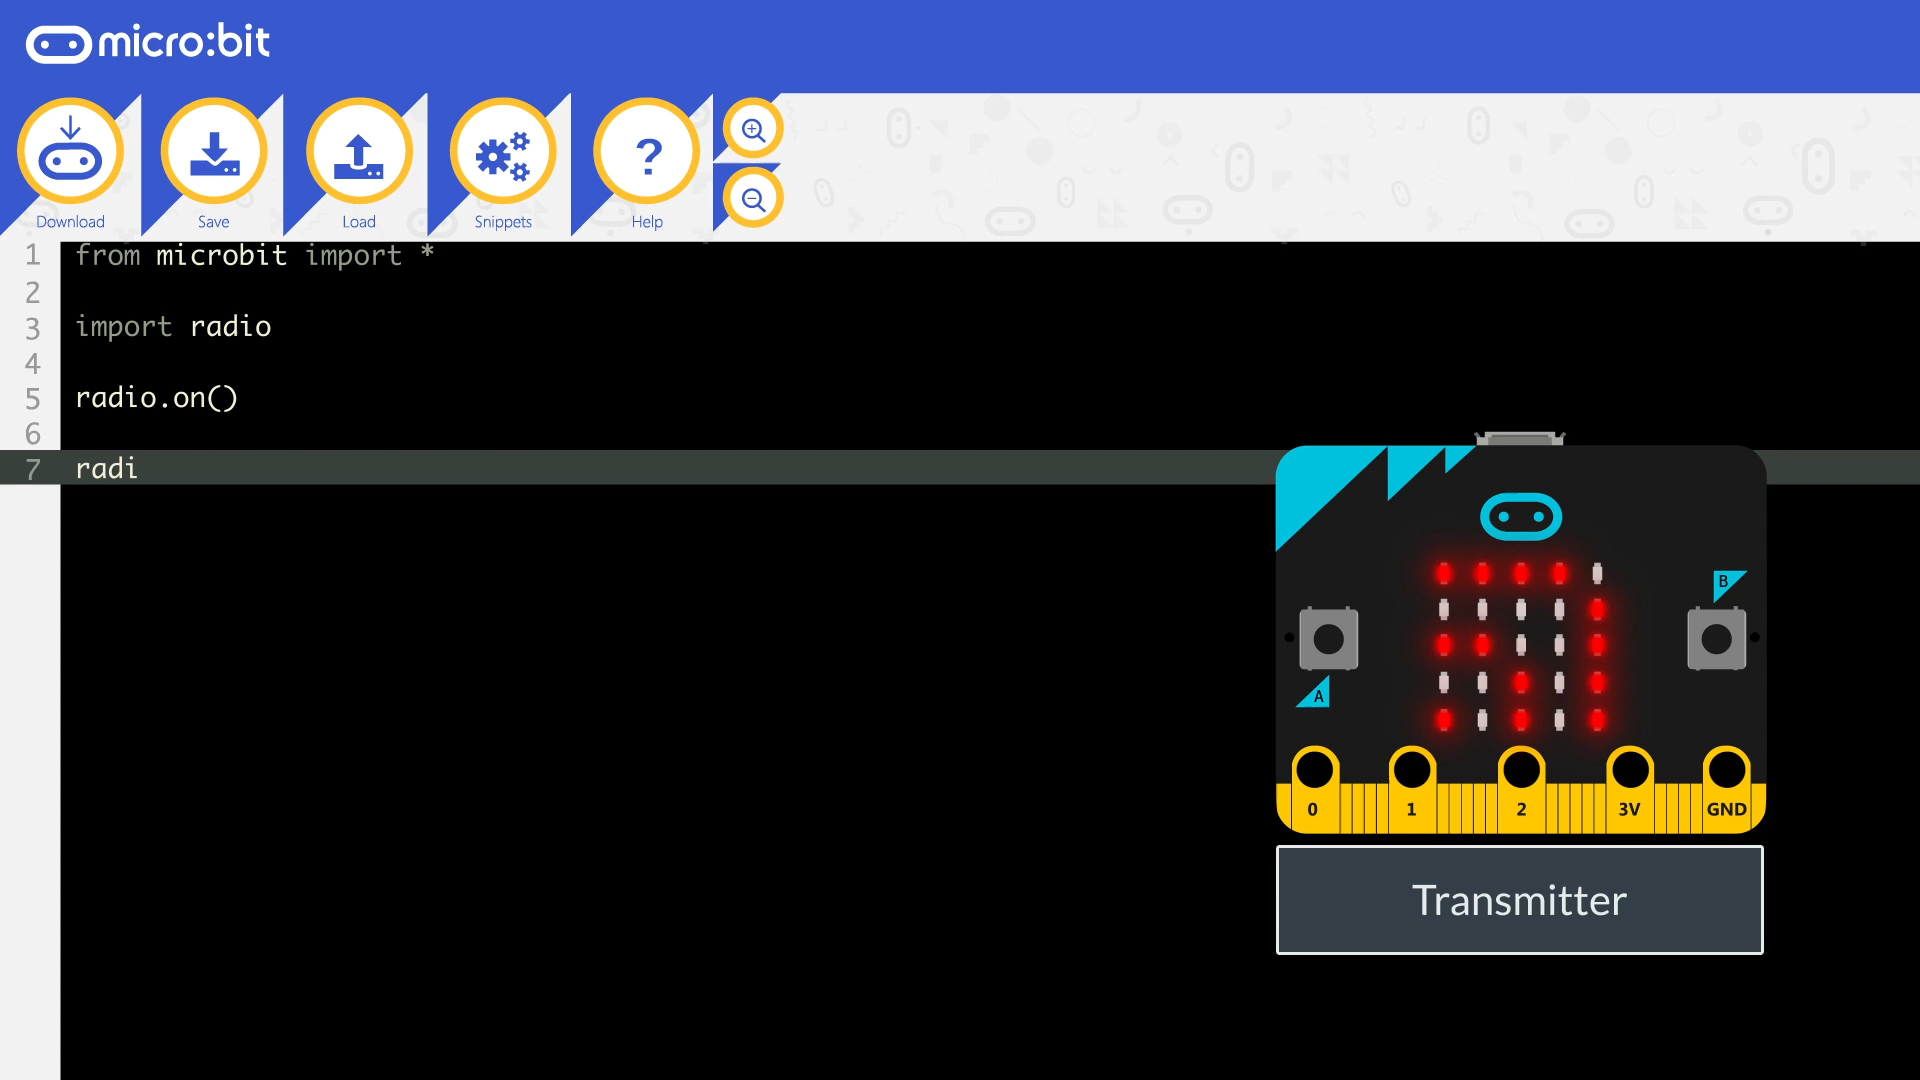 micro:bit
Download
Save
Load
?
Snippets
Help
1 from microbit import *
2
3 import radio
4
5 radio.on()
6
7 radi
B
A
0 1 2 3V GND
Transmitter